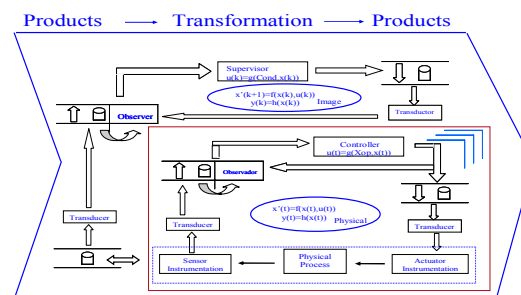 Products Transformation Products
Supervisor
u(k)=g(Cond,x(k))
x'(k+1)=f(x(k),u(k))
y(k)=h(x(k)) Image
Transductor
Observer
Controller
u(t)=g(Xop,x(t))
Observador
x'(t)=f(x(t),u(t))
y(t)=h(x(t)) Physical
Transducer
Transducer
Transducer
Sensor
Instrumentation
Physical
Process
Actuator
Instrumentation